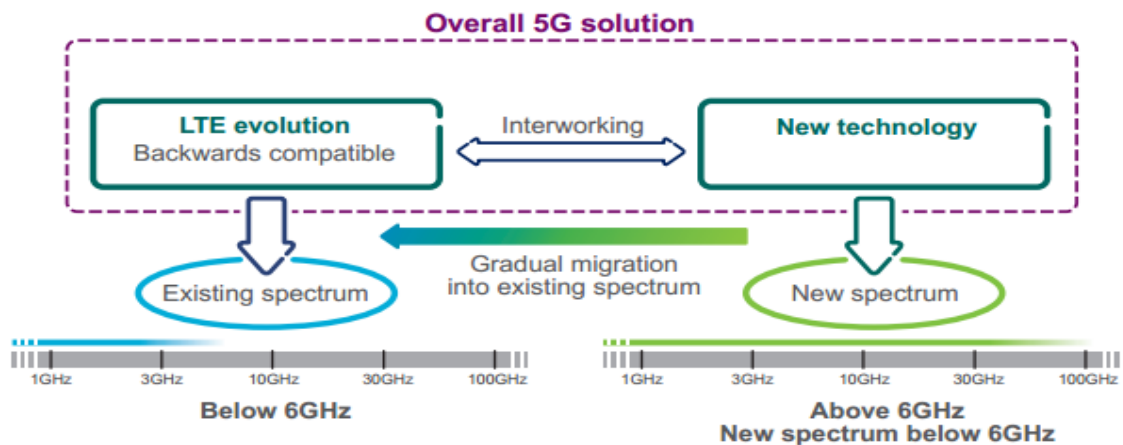 Overall 5G solution
LTE evolution
Backwards compatible
Interworking
New technology
Gradual migration
into existing spectrum
Existing spectrum
New spectrum
1GHz 3GHz 10GHz 30GHz 100GHz
Below 6GHz
1GHz 3GHz 10GHz 30GHz 100GHz
Above 6GHz
New spectrum below 6GHz